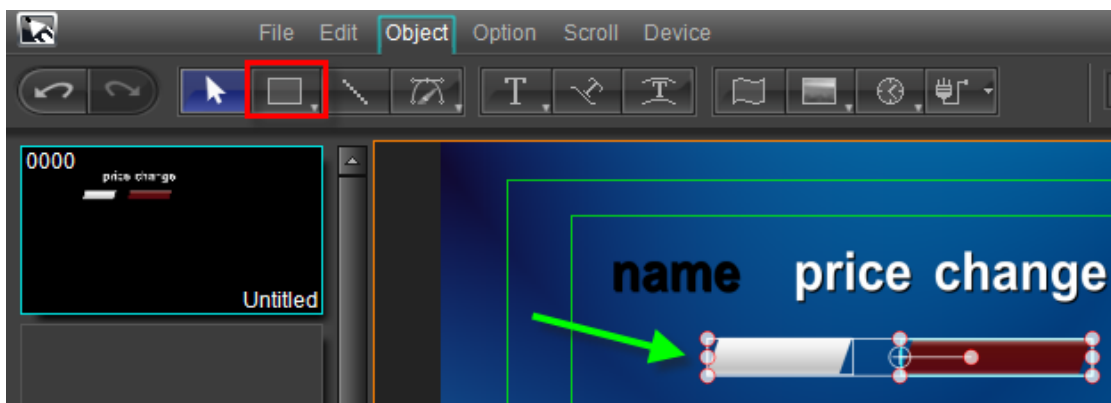 File Edit Object Option Scroll Device
T T
0000
price change
Untitled
name price change